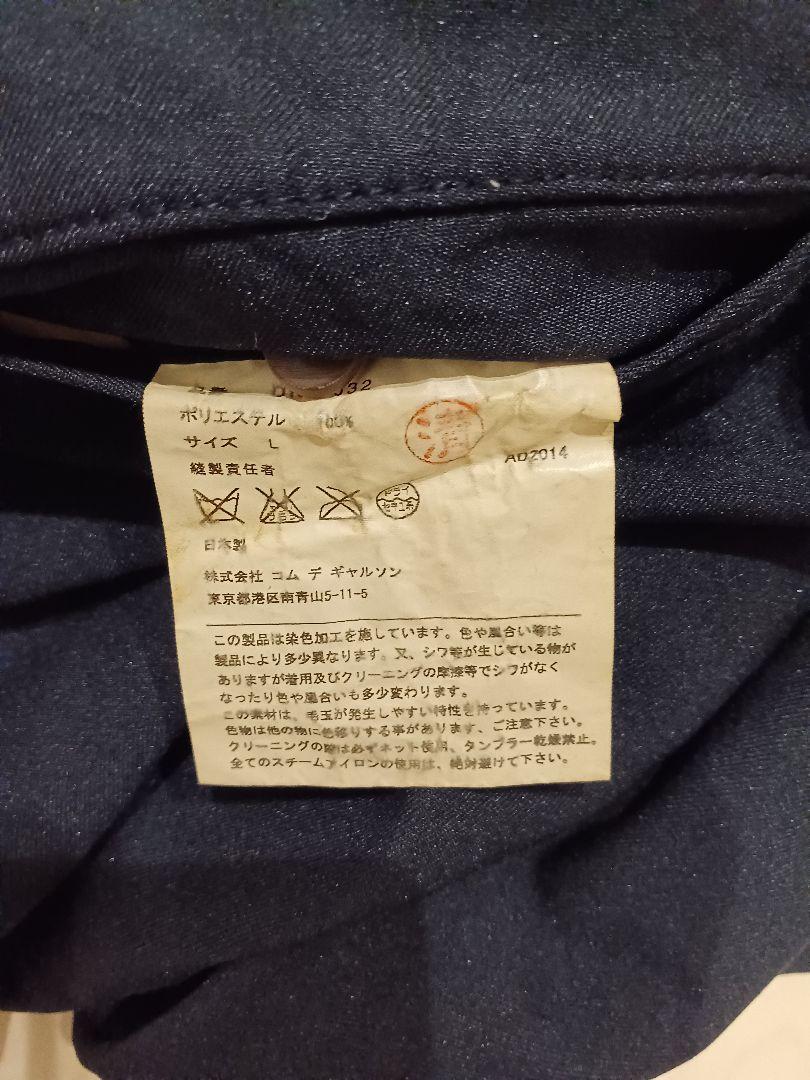 J32
ポリエステル 100%
サイズ L
縫製責任者
済
AD2014
ドライ
セキユ系
日本製
株式会社 コム デ ギャルソン
東京都港区南青山5-11-5
この製品は染色加工を施しています。色や風合い等は
製品により多少異なります。又、シワ等が生じている物が
ありますが着用及びクリーニングの摩擦等でシワがなく
なったり色や風合いも多少変わります。
この素材は、毛玉が発生しやすい特性を持っています。
色物は他の物に色移りする事があります、ご注意下さい。
クリーニングの際は必ずネット使用、タンブラー乾燥禁止。
全てのスチームアイロンの使用は、絶対避けて下さい。